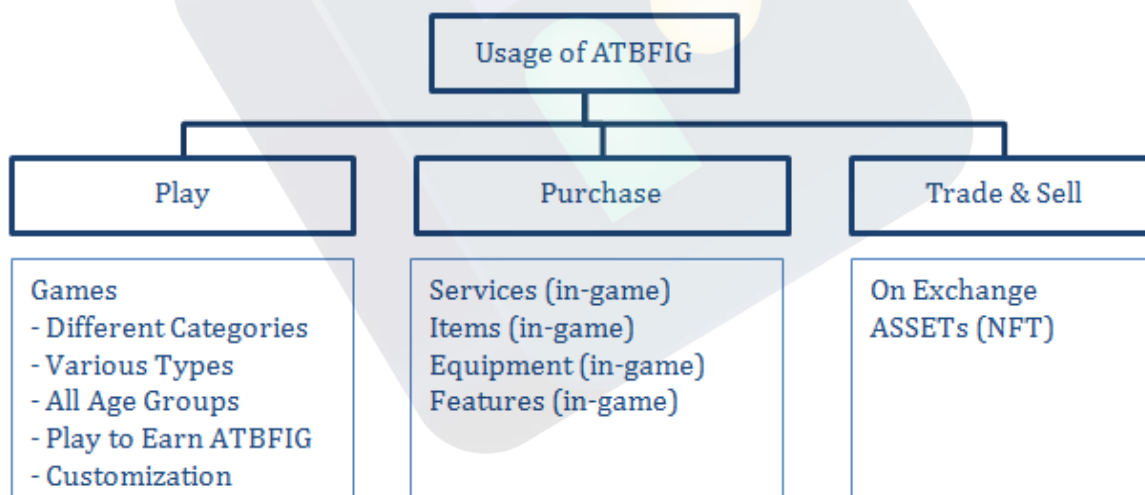 Usage of ATBFIG
Play
Purchase
Trade & Sell
Games
- Different Categories
- Various Types
- All Age Groups
- Play to Earn ATBFIG
- Customization
Services (in-game)
Items (in-game)
Equipment (in-game)
Features (in-game)
On Exchange
ASSETs (NFT)